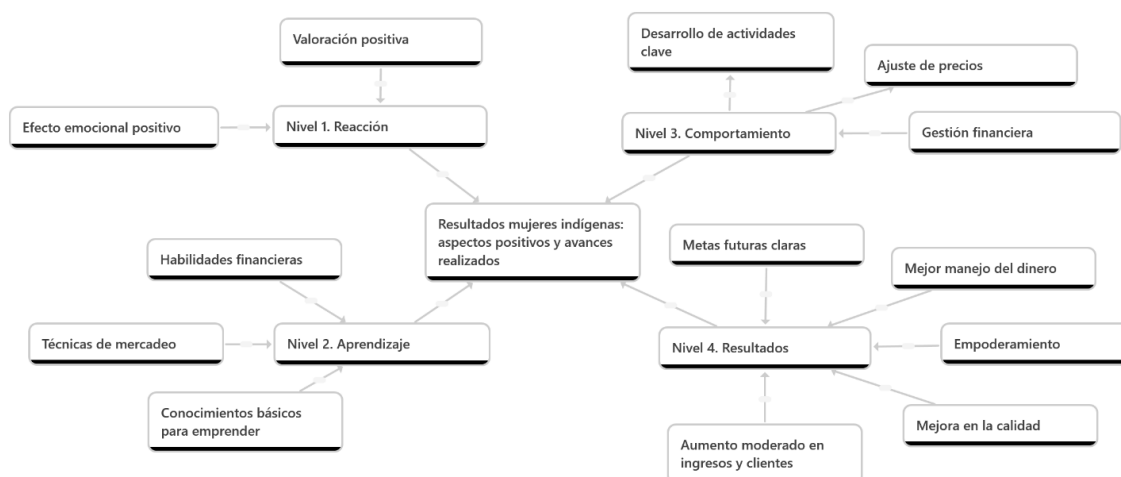 Valoración positiva
Efecto emocional positivo
Nivel 1. Reacción
Desarrollo de actividades
clave
Ajuste de precios
Nivel 3. Comportamiento
Gestión financiera
Resultados mujeres indígenas:
aspectos positivos y avances
realizados
Habilidades financieras
Técnicas de mercadeo
Nivel 2. Aprendizaje
Conocimientos básicos
para emprender
Metas futuras claras
Mejor manejo del dinero
Nivel 4. Resultados
Empoderamiento
Mejora en la calidad
Aumento moderado en
ingresos y clientes